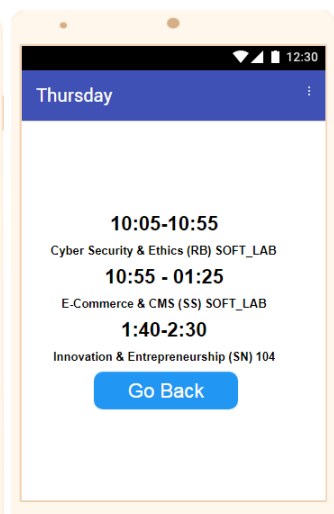 12:30
Thursday
10:05-10:55
Cyber Security & Ethics (RB) SOFT_LAB
10:55 - 01:25
E-Commerce & CMS (SS) SOFT_LAB
1:40-2:30
Innovation & Entrepreneurship (SN) 104
Go Back